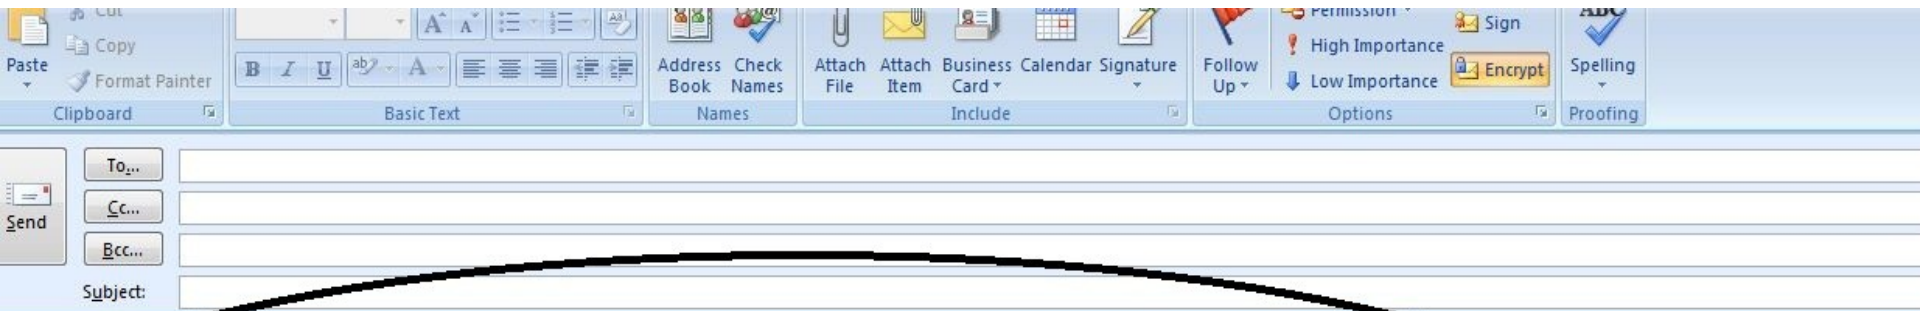 Cut
Copy
Format Painter
Paste
Clipboard
B I U ab A
Basic Text
Address Book
Check Names
Names
Attach File
Attach Item
Business Card
Calendar
Signature
Include
Follow Up
Permission
High Importance
Low Importance
Sign
Encrypt
Options
ABC
Spelling
Proofing
Send
To...
Cc...
Bcc...
Subject: